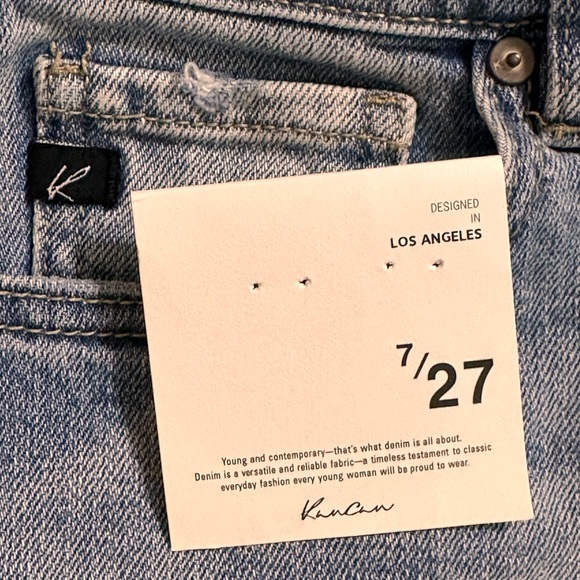 K
DESIGNED
IN
LOS ANGELES
7/27
Young and contemporary—that's what denim is all about.
Denim is a versatile and reliable fabric—a timeless testament to classic
everyday fashion every young woman will be proud to wear.
KanCan